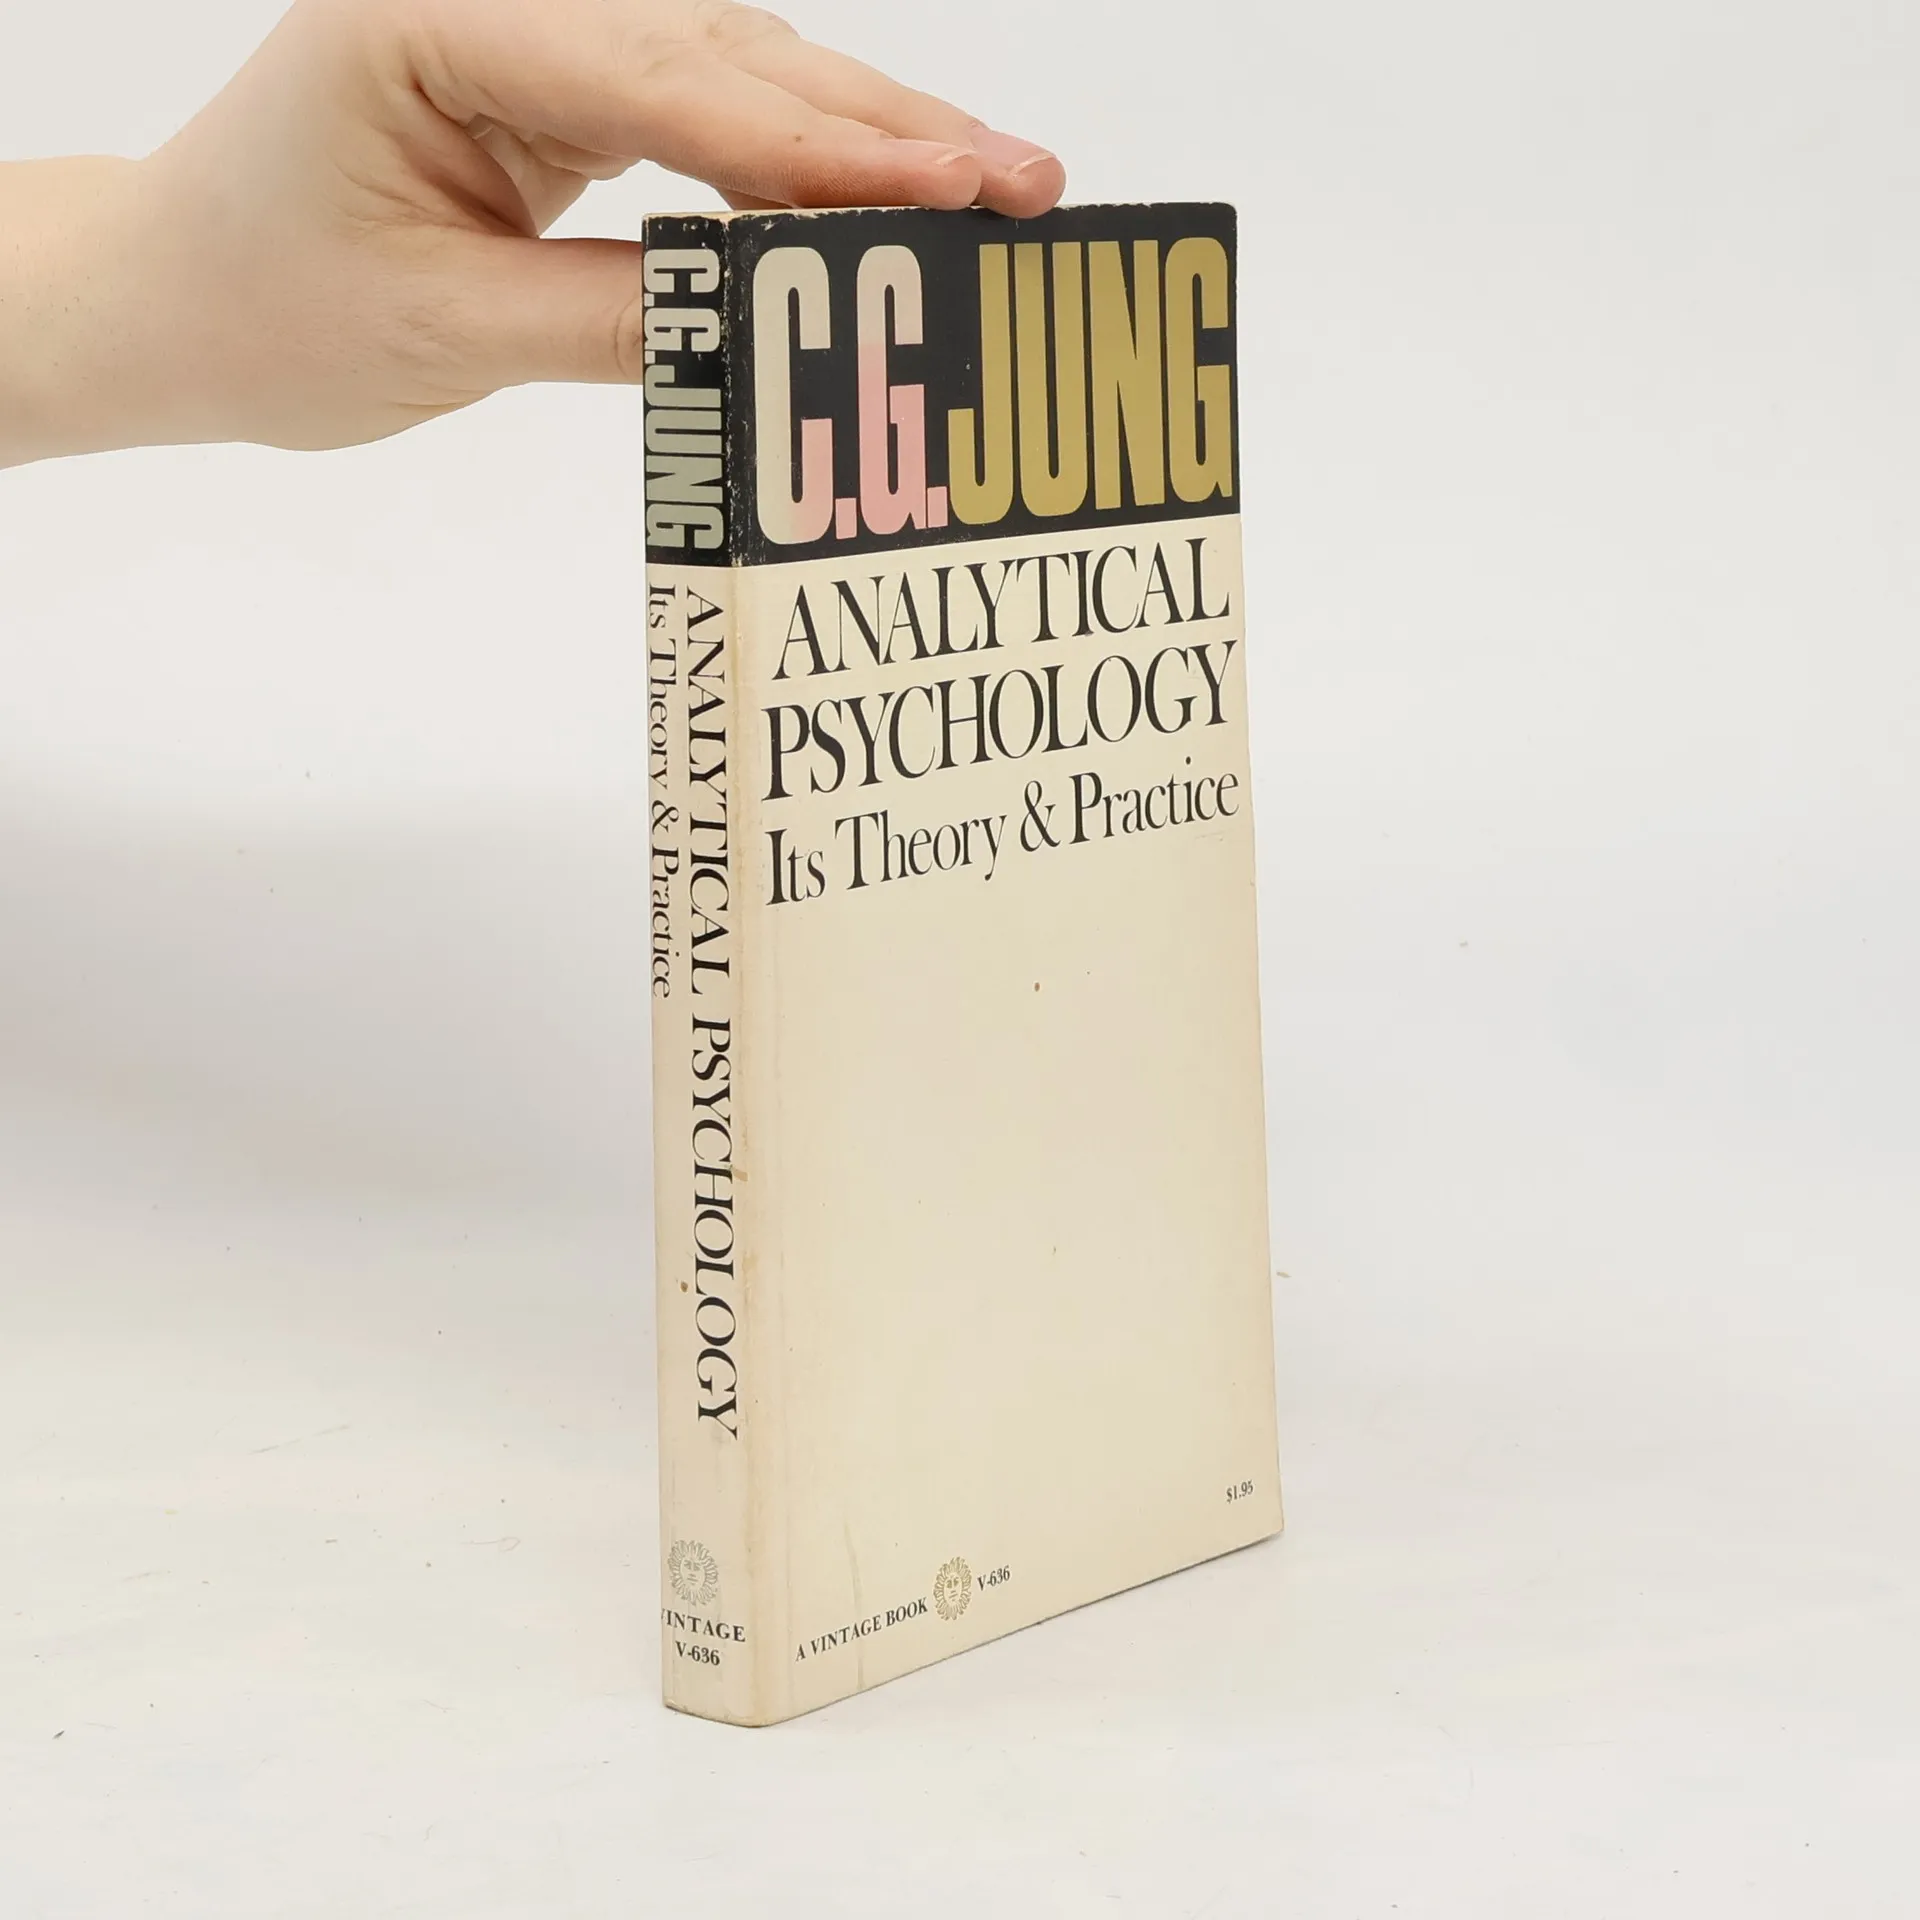 C.G.JUNG
ANALYTICAL PSYCHOLOGY
Its Theory & Practice
VINTAGE
V-636
C.G.JUNG
ANALYTICAL
PSYCHOLOGY
Its Theory & Practice
$1.95
A VINTAGE BOOK V-636